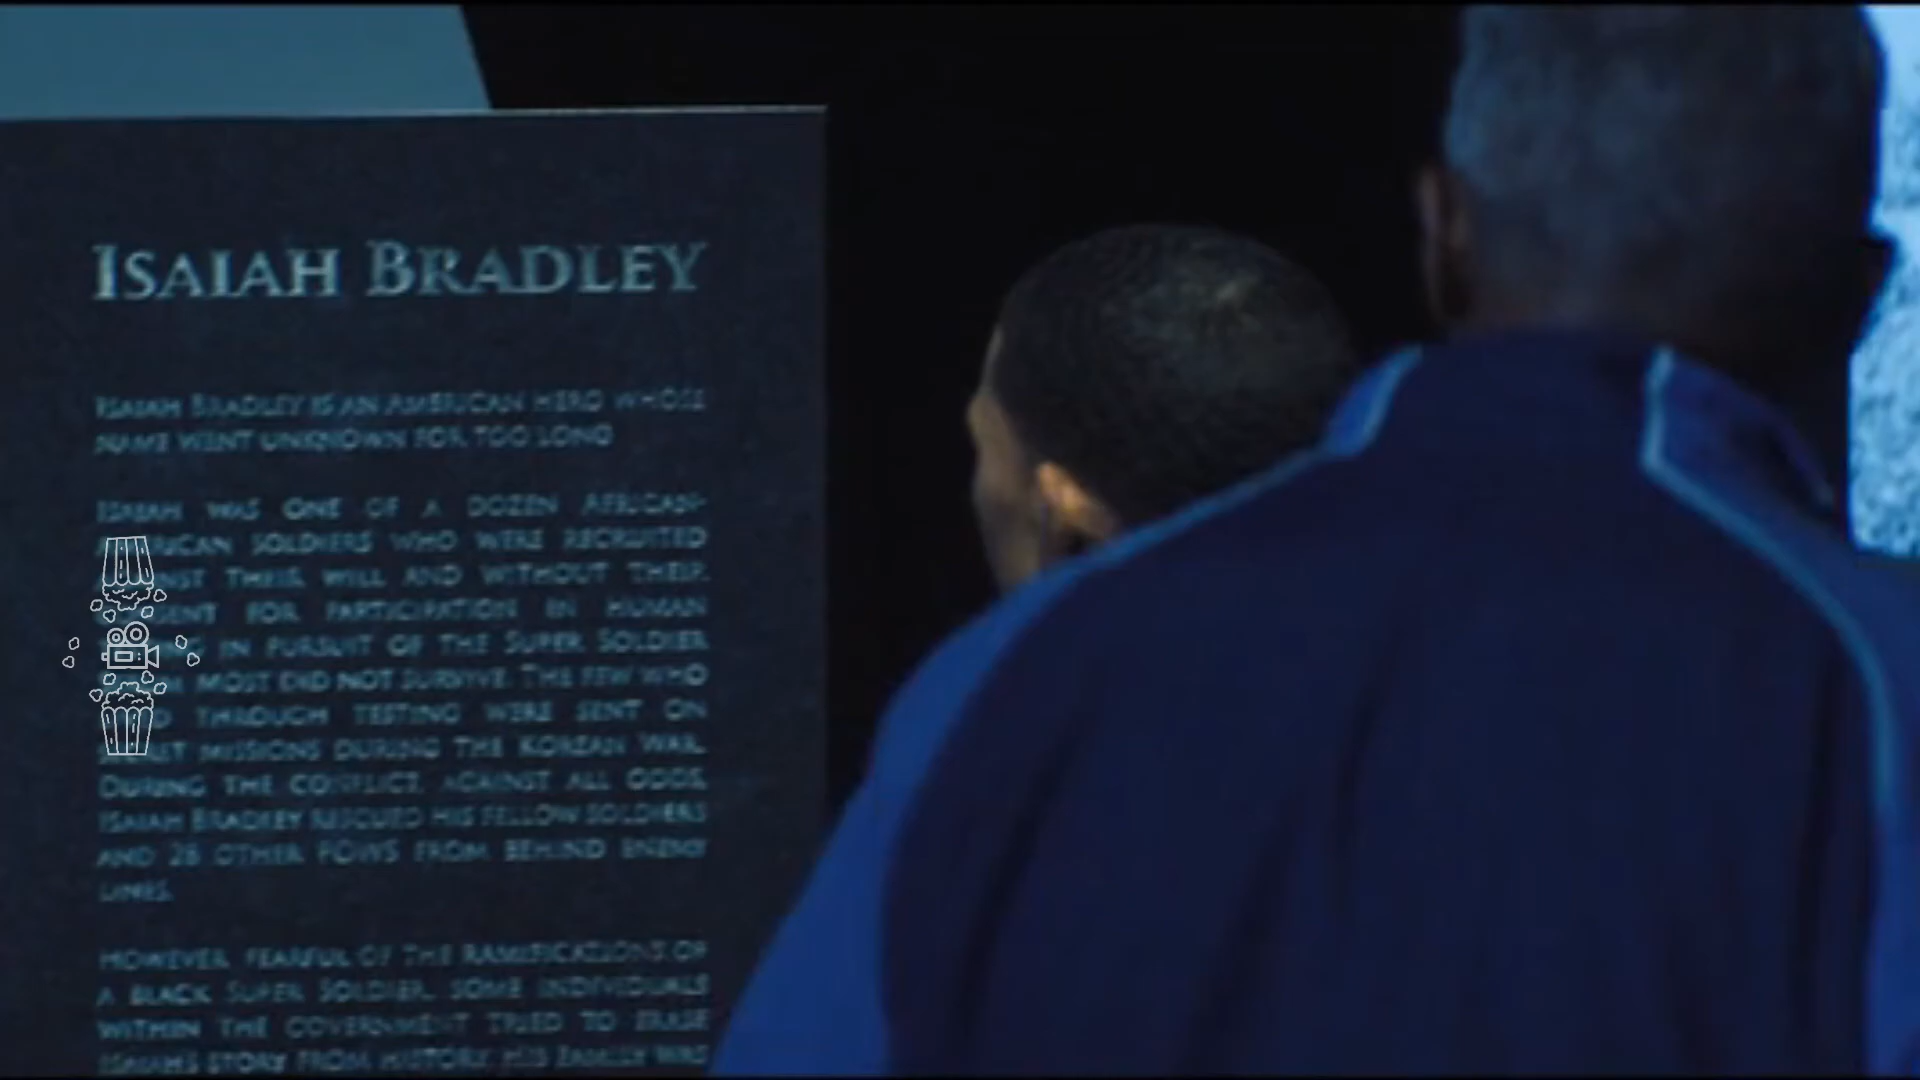 ISAIAH BRADLEY
ISAIAH BRADLEY IS AN AMERICAN HERO WHOSE
NAME WENT UNKNOWN FOR TOO LONG
ISAIAH WAS ONE OF A DOZEN AFRICAN-
SOLDIERS WHO WERE RECRUITED
THEIR WILL AND WITHOUT THEIR
FOR PARTICIPATION IN HUMAN
IN PURSUIT OF THE SUPER SOLDIER
MOST DID NOT SURVIVE. THE FEW WHO
THROUGH TESTING WERE SENT ON
MISSIONS DURING THE KOREAN WAR.
DURING THE CONFLICT, AGAINST ALL ODDS,
ISAIAH BRADLEY RESCUED HIS FELLOW SOLDIERS
AND 28 OTHER POWS FROM BEHIND ENEMY
LINES.
HOWEVER, FEARFUL OF THE RAMIFICATIONS OF
A BLACK SUPER SOLDIER, SOME INDIVIDUALS
WITHIN THE GOVERNMENT TRIED TO ERASE
ISAIAH'S STORY FROM HISTORY. HIS FAMILY WAS